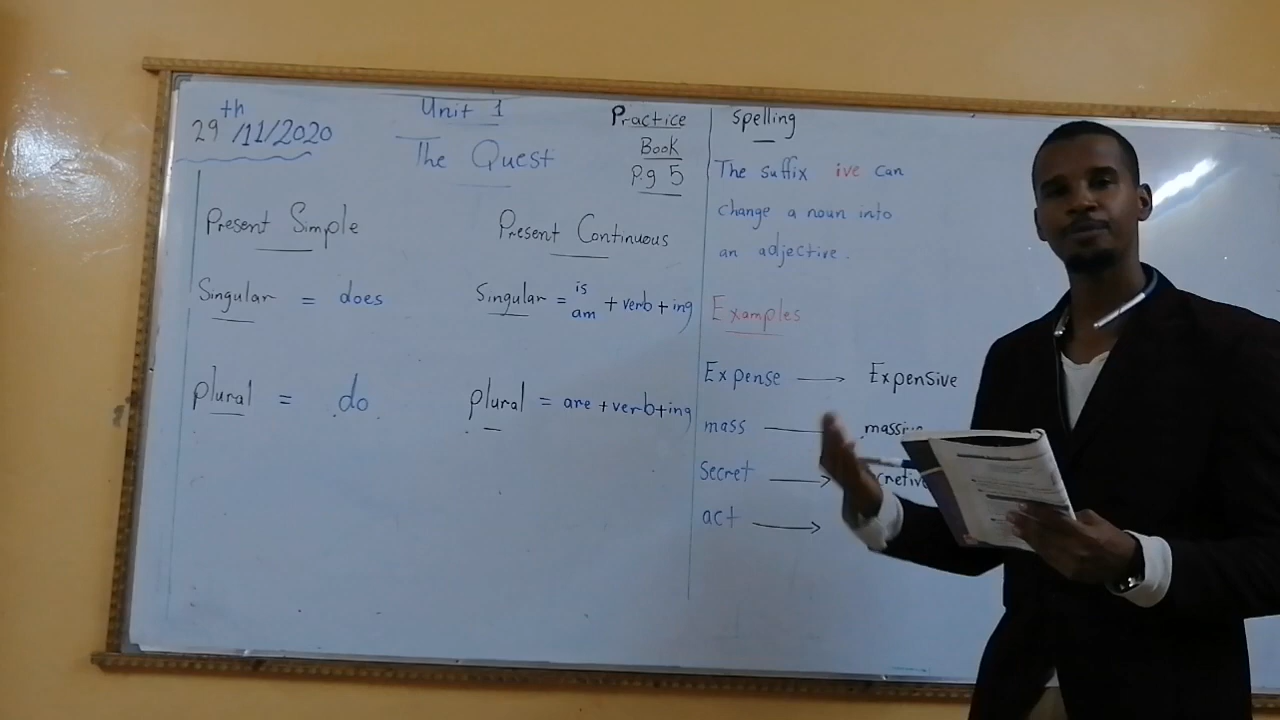 29th/11/2020
Unit 1
The Quest
Practice
Book
P.g 5
Present Simple
Present Continuous
Singular = does
Singular = is am + verb + ing
plural = do
plural = are + verb + ing
Spelling
The suffix ive can
change a noun into
an adjective.
Examples
Expense → Expensive
mass → massive
Secret → cretive
act →